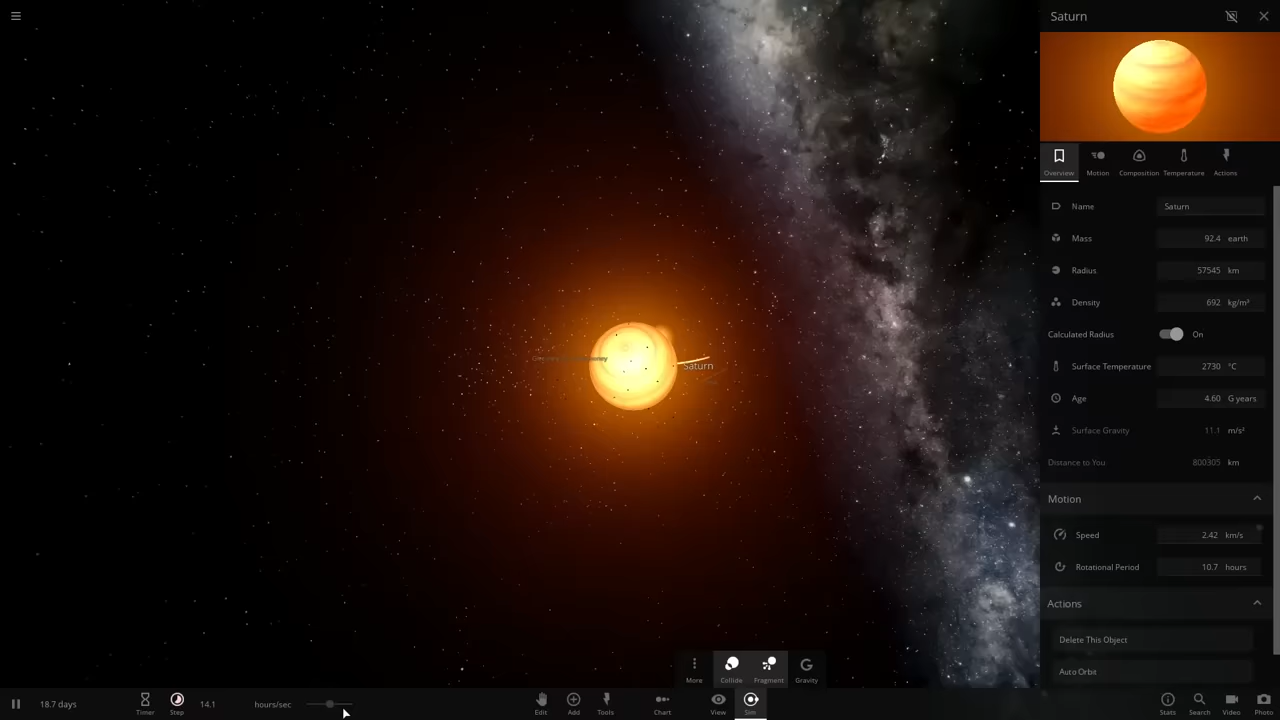 Saturn
Overview
Motion
Composition
Temperature
Actions
Name
Saturn
Mass
92.4 earth
Radius
57545 km
Density
692 kg/m³
Calculated Radius
On
Surface Temperature
2730 °C
Age
4.60 G years
Surface Gravity
11.1 m/s²
Distance to You
800305 km
Motion
Speed
2.42 km/s
Rotational Period
10.7 hours
Actions
Delete This Object
Auto Orbit
Saturn
More
Collide
Fragment
Gravity
18.7 days
Timer
Step
14.1 hours/sec
Edit
Add
Tools
Chart
View
Sim
Stats
Search
Video
Photo